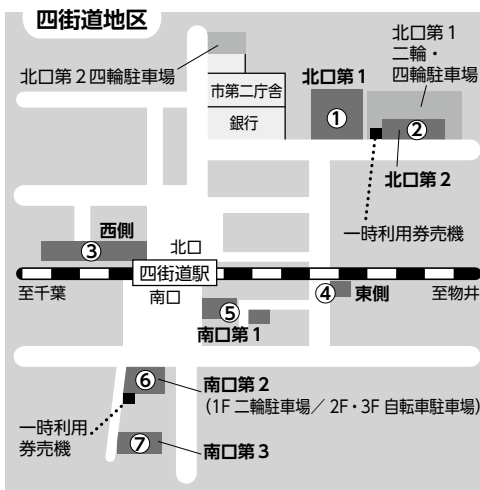 四街道地区
北口第2四輪駐車場
北口第1
二輪・
四輪駐車場
市第二庁舎
銀行
北口第1
①
②
北口第2
一時利用券売機
西側
③
北口
四街道駅
南口
至千葉
④
東側
至物井
⑤
南口第1
⑥
南口第2
(1F 二輪駐車場／2F・3F 自転車駐車場)
一時利用
券売機
⑦
南口第3